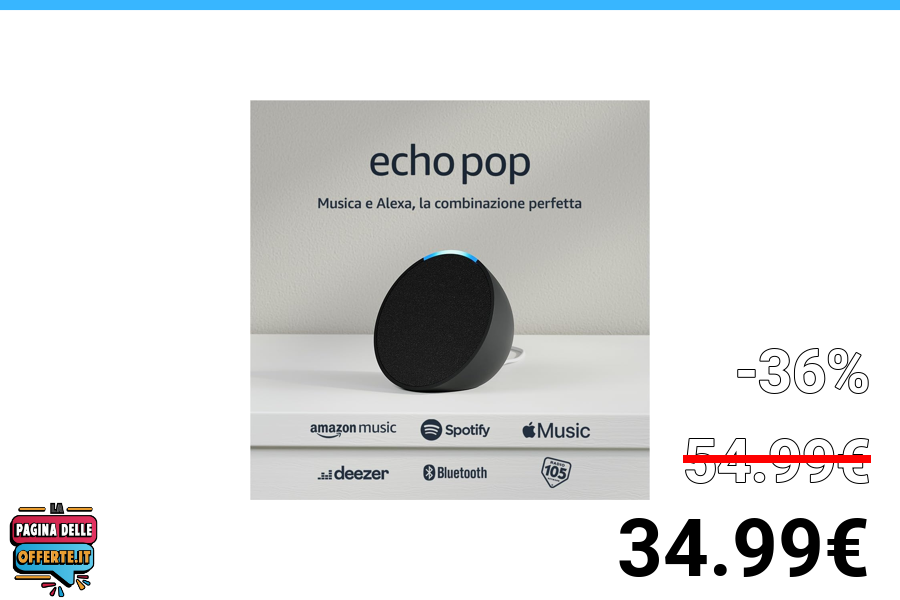 echo pop
Musica e Alexa, la combinazione perfetta
amazon music Spotify Music
deezer Bluetooth RADIO 105
-36%
54.99€
34.99€
LA
PAGINA DELLE
OFFERTE.IT